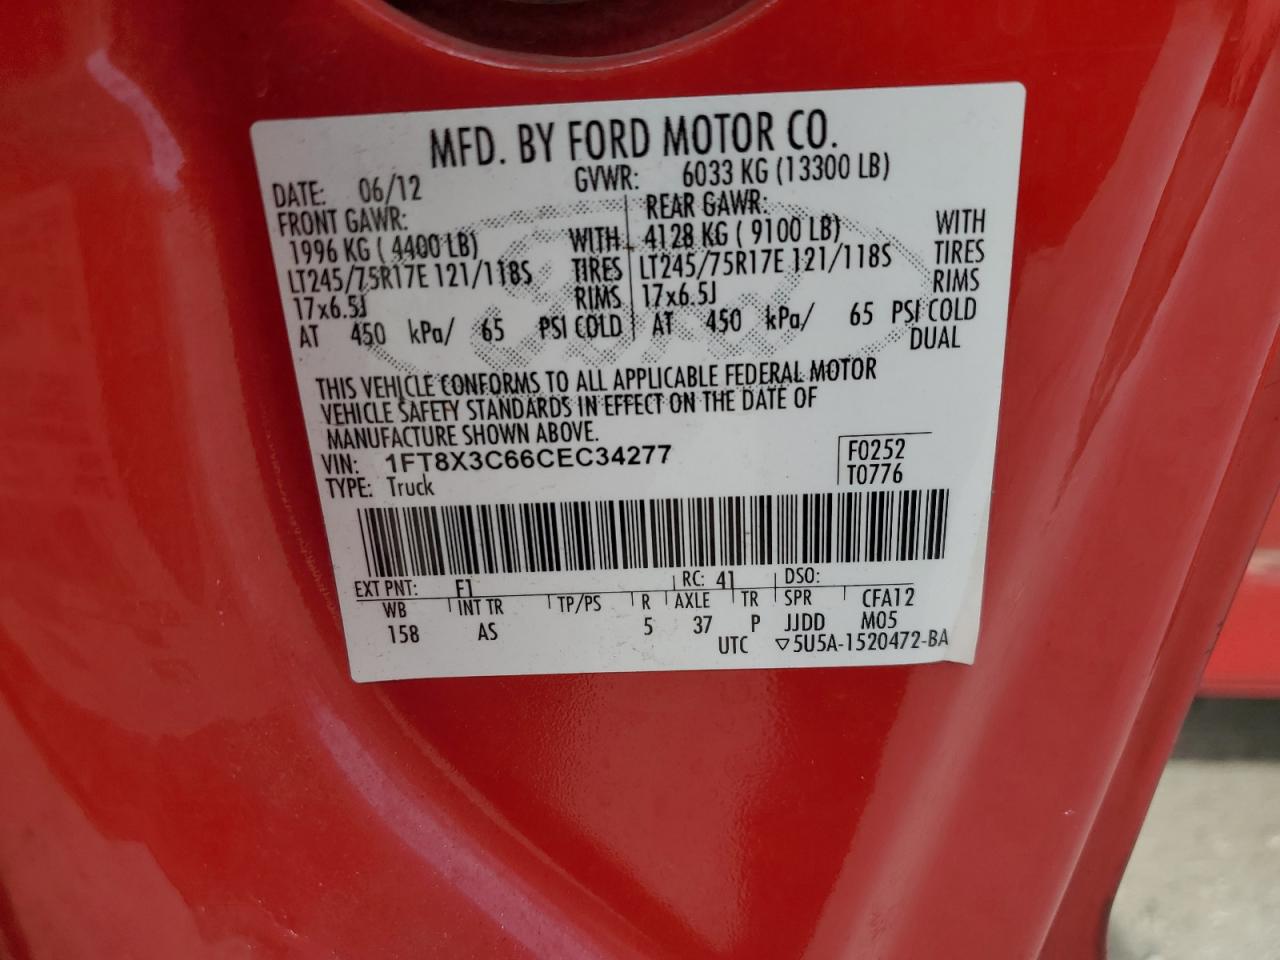 MFD. BY FORD MOTOR CO.
DATE: 06/12 GVWR: 6033 KG (13300 LB)
FRONT GAWR: REAR GAWR:
1996 KG ( 4400 LB) WITH 4128 KG ( 9100 LB) WITH
LT245/75R17E 121/118S TIRES LT245/75R17E 121/118S TIRES
17x6.5J RIMS 17x6.5J RIMS
AT 450 kPa/ 65 PSI COLD AT 450 kPa/ 65 PSI COLD
DUAL
THIS VEHICLE CONFORMS TO ALL APPLICABLE FEDERAL MOTOR
VEHICLE SAFETY STANDARDS IN EFFECT ON THE DATE OF
MANUFACTURE SHOWN ABOVE.
VIN: 1FT8X3C66CEC34277 F0252
TYPE: Truck T0776
EXT PNT: F1 RC: 41 DSO:
WB INT TR TP/PS R AXLE TR SPR CFA12
158 AS 5 37 P JJDD M05
UTC ▽5U5A-1520472-BA